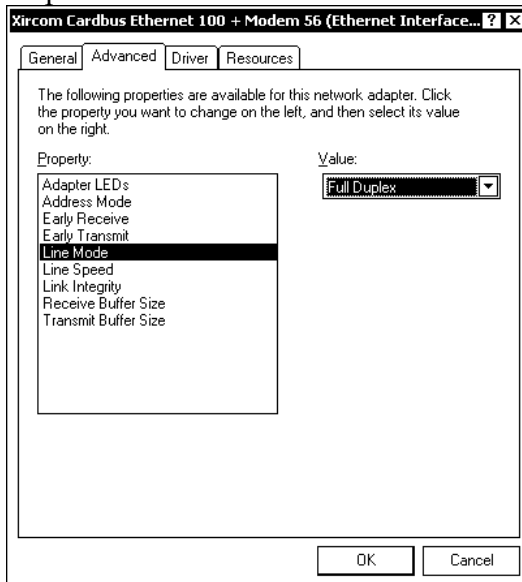 Xircom Cardbus Ethernet 100 + Modem 56 (Ethernet Interface... ? X
General Advanced Driver Resources
The following properties are available for this network adapter. Click
the property you want to change on the left, and then select its value
on the right.
Property:
Value:
Adapter LEDs
Full Duplex
Address Mode
Early Receive
Early Transmit
Line Mode
Line Speed
Link Integrity
Receive Buffer Size
Transmit Buffer Size
OK
Cancel